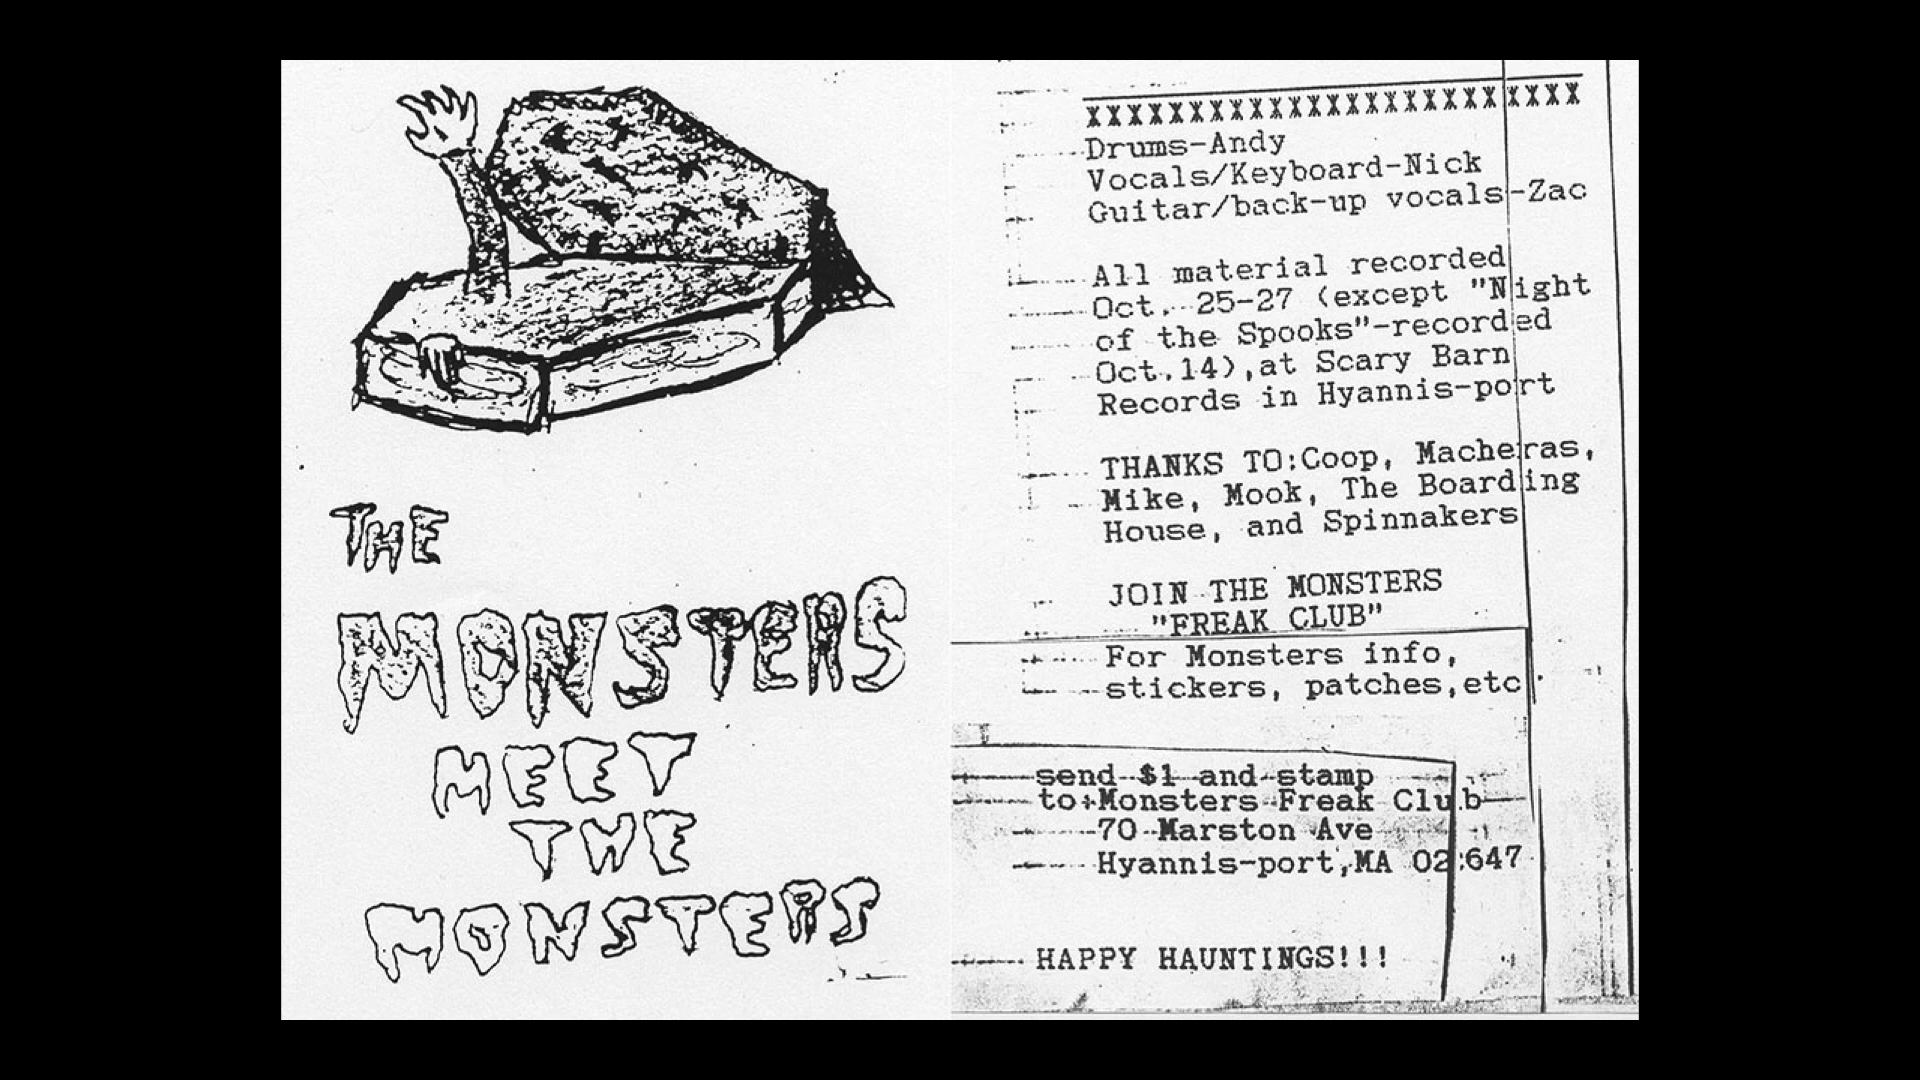 THE
MONSTERS
MEET
THE
MONSTERS
XXXXXXXXXXXXXXXXXXXXXXXXX
Drums-Andy
Vocals/Keyboard-Nick
Guitar/back-up vocals-Zac
All material recorded
Oct. 25-27 (except "Night
of the Spooks"-recorded
Oct.14),at Scary Barn
Records in Hyannis-port
THANKS TO:Coop, Macheras,
Mike, Mook, The Boarding
House, and Spinnakers
JOIN THE MONSTERS
"FREAK CLUB"
For Monsters info,
stickers, patches,etc.
send $1 and stamp
to:Monsters Freak Club
70 Marston Ave
Hyannis-port,MA 02647
HAPPY HAUNTINGS!!!